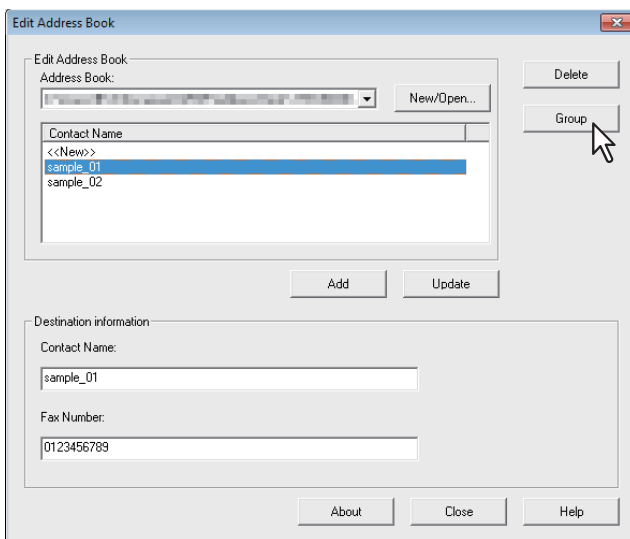 Edit Address Book
Edit Address Book
Address Book:
New/Open...
Delete
Group
Contact Name
<<New>>
sample_01
sample_02
Add Update
Destination information
Contact Name:
sample_01
Fax Number:
0123456789
About Close Help